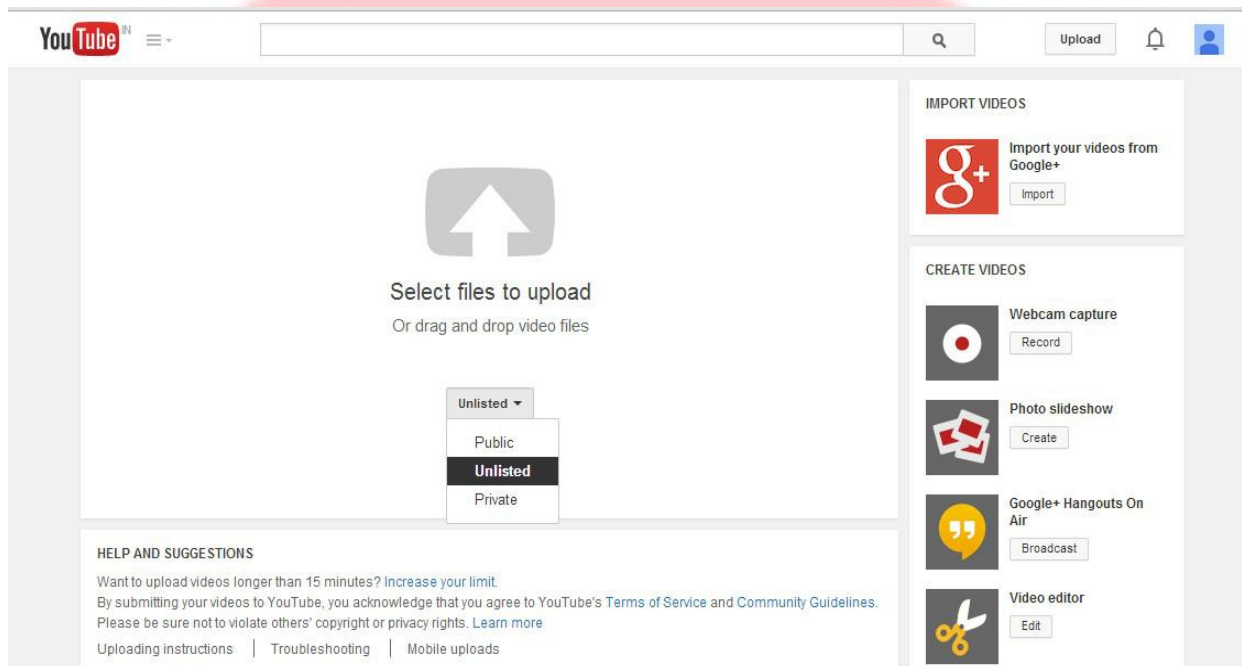 YouTube IN
Upload
Select files to upload
Or drag and drop video files
Unlisted
Public
Unlisted
Private
HELP AND SUGGESTIONS
Want to upload videos longer than 15 minutes? Increase your limit.
By submitting your videos to YouTube, you acknowledge that you agree to YouTube's Terms of Service and Community Guidelines.
Please be sure not to violate others' copyright or privacy rights. Learn more
Uploading instructions | Troubleshooting | Mobile uploads
IMPORT VIDEOS
g+
Import your videos from
Google+
Import
CREATE VIDEOS
Webcam capture
Record
Photo slideshow
Create
Google+ Hangouts On
Air
Broadcast
Video editor
Edit